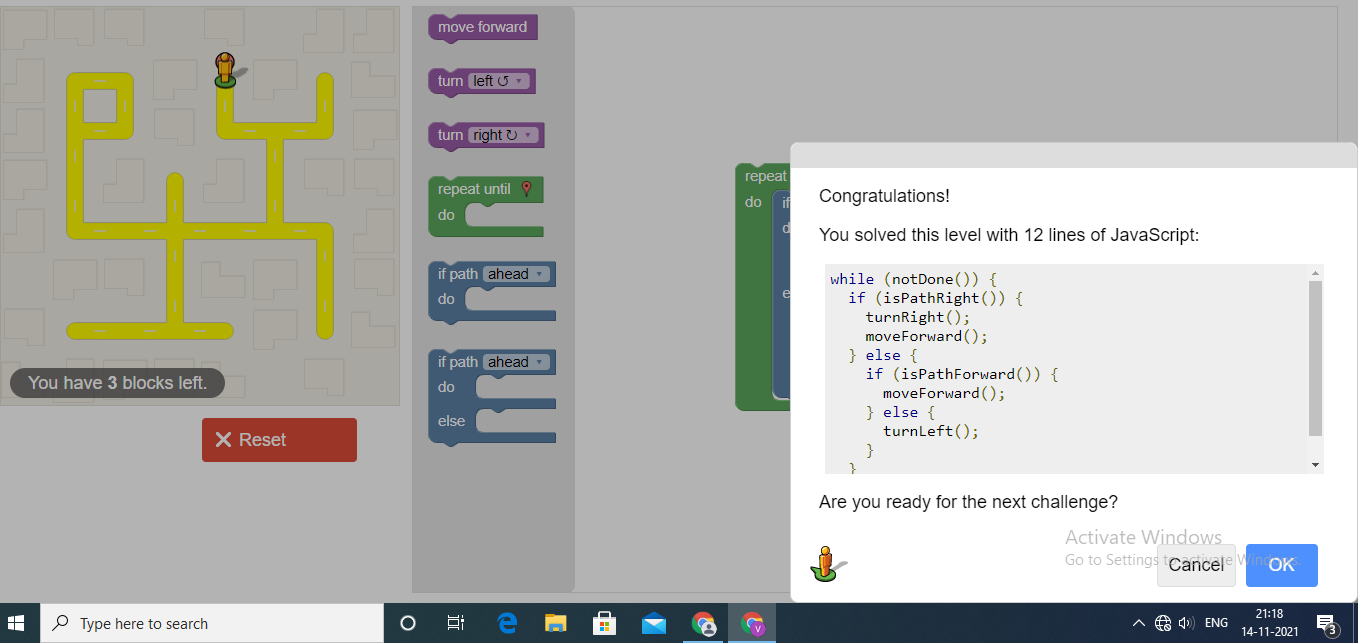 move forward
turn left ↺
turn right ↻
repeat until
do
if path ahead
do
if path ahead
do
else
You have 3 blocks left.
Reset
repeat
do if
Congratulations!
You solved this level with 12 lines of JavaScript:
while (notDone()) {
  if (isPathRight()) {
    turnRight();
    moveForward();
  } else {
    if (isPathForward()) {
      moveForward();
    } else {
      turnLeft();
    }
  }
Are you ready for the next challenge?
Activate Windows
Go to Settings to activate Windows.
Cancel
OK
Type here to search
ENG
21:18
14-11-2021
3